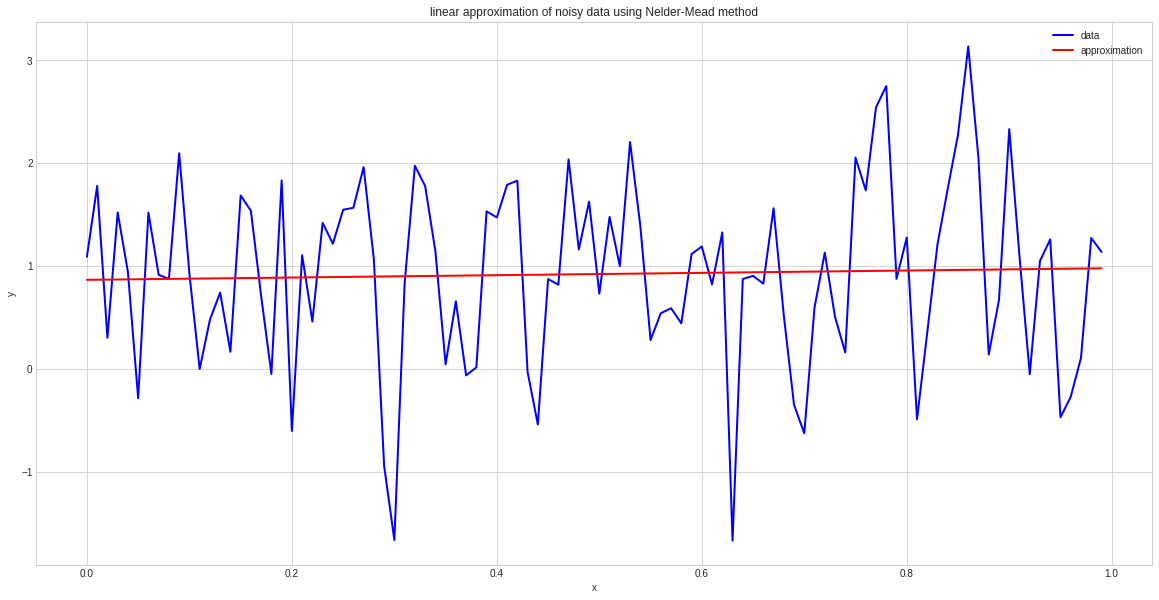 linear approximation of noisy data using Nelder-Mead method
data
approximation
3
2
1
0
−1
y
0.0 0.2 0.4 0.6 0.8 1.0
x